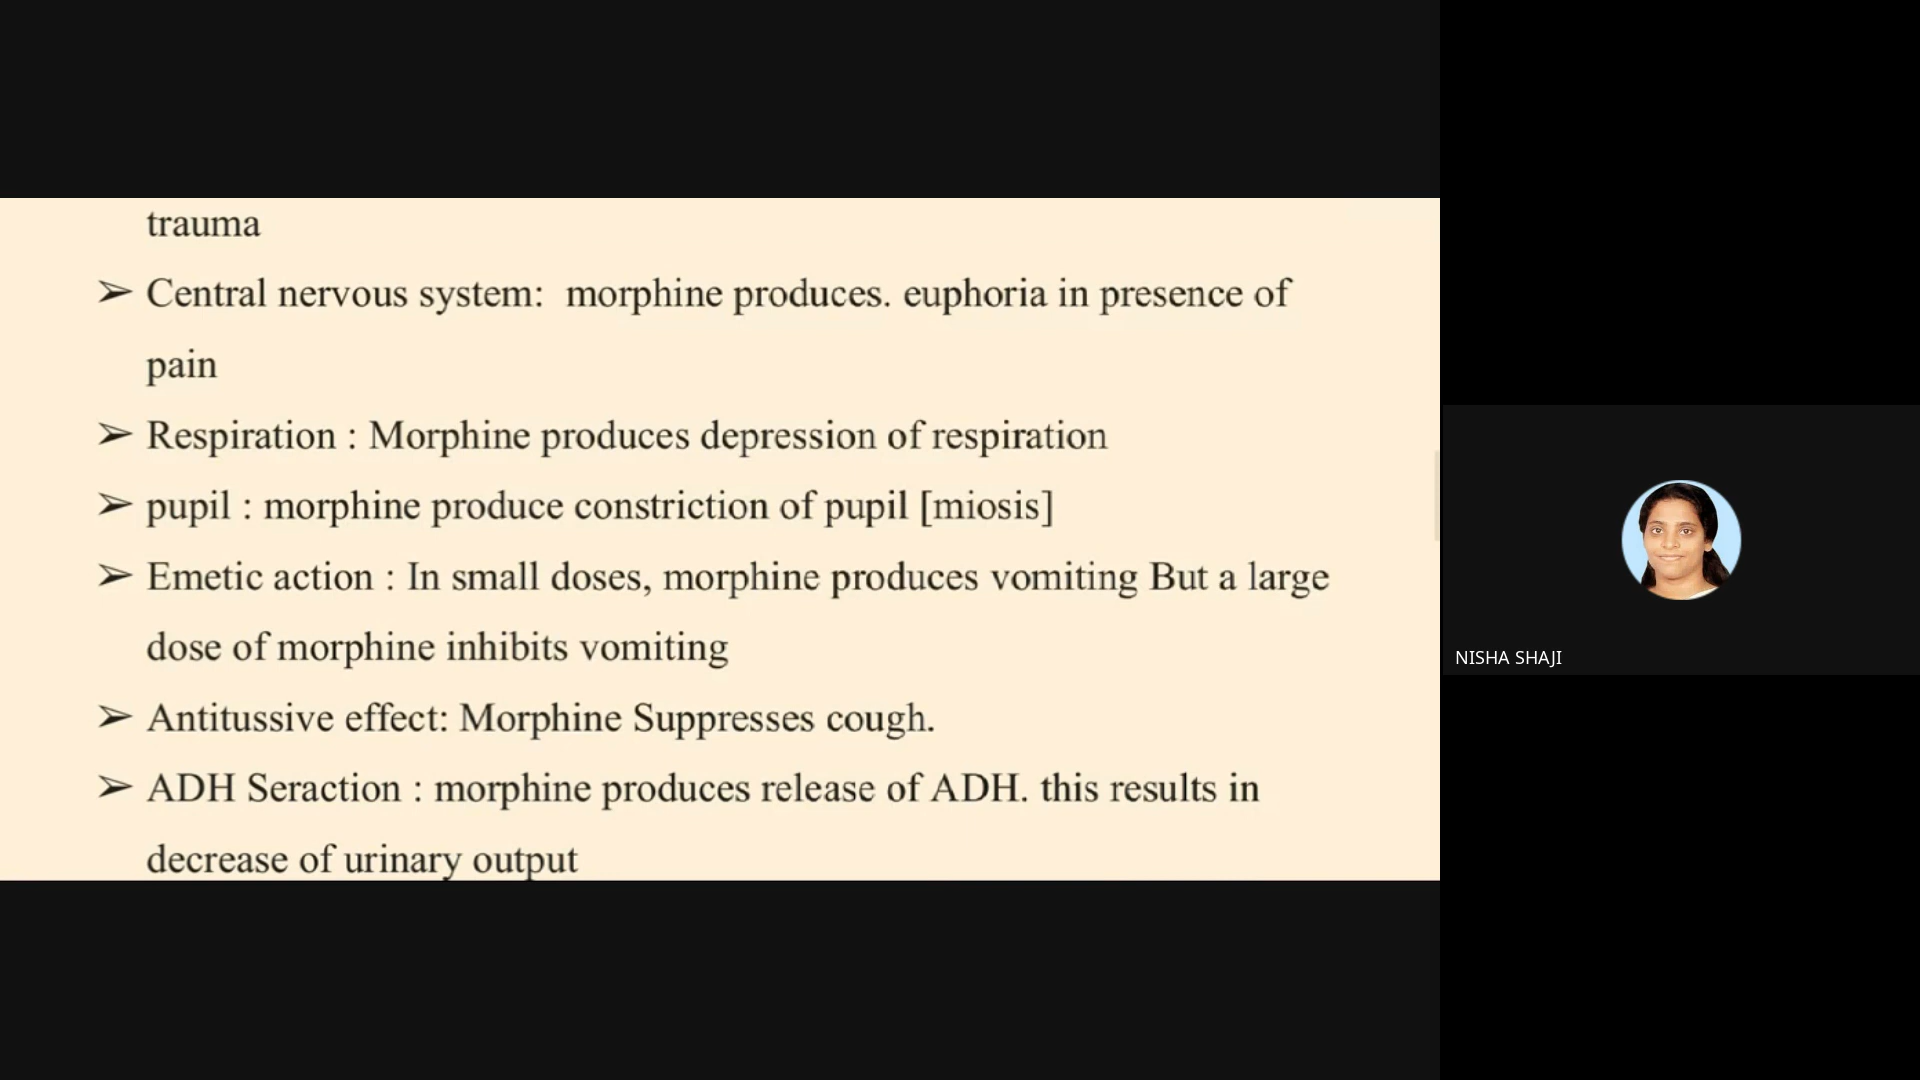 trauma
➢ Central nervous system: morphine produces. euphoria in presence of
pain
➢ Respiration : Morphine produces depression of respiration
➢ pupil : morphine produce constriction of pupil [miosis]
➢ Emetic action : In small doses, morphine produces vomiting But a large
dose of morphine inhibits vomiting
➢ Antitussive effect: Morphine Suppresses cough.
➢ ADH Seraction : morphine produces release of ADH. this results in
decrease of urinary output
NISHA SHAJI